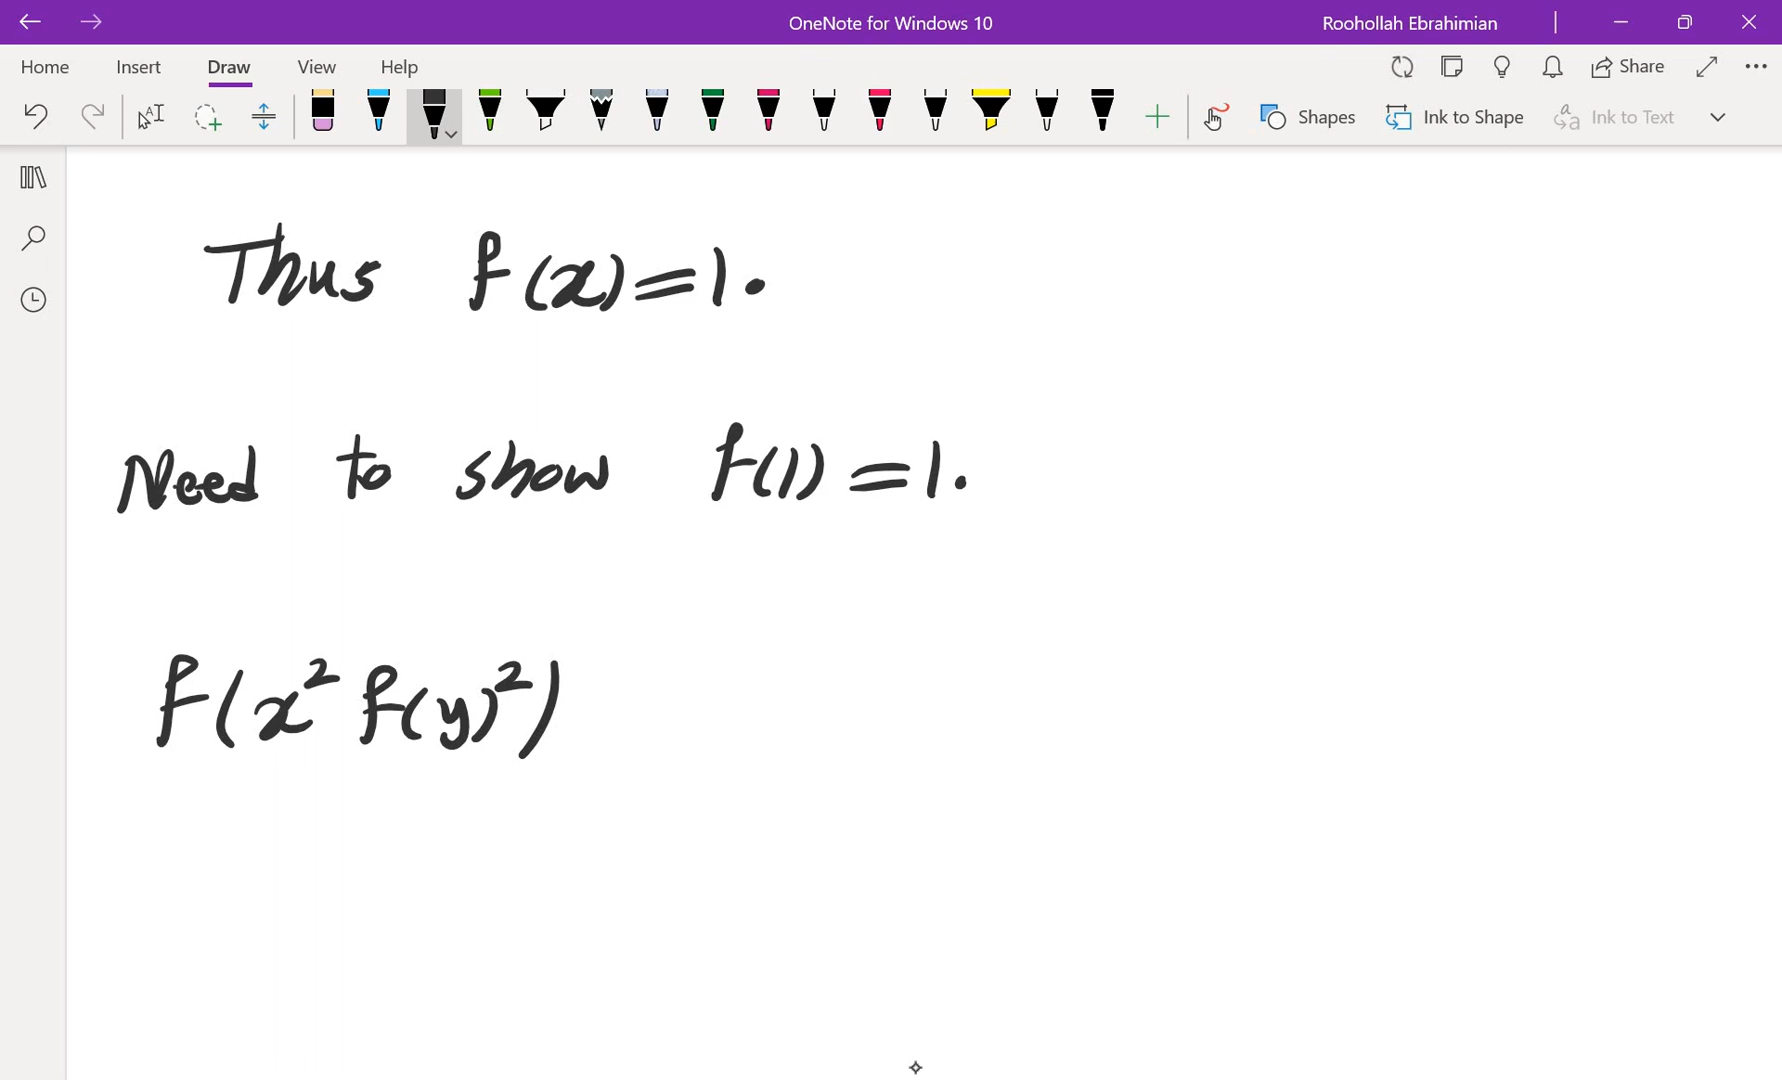 OneNote for Windows 10
Roohollah Ebrahimian
Home Insert Draw View Help
Share
Shapes Ink to Shape Ink to Text
Thus f(x)=1.
Need to show f(1)=1.
f(x² f(y)²)